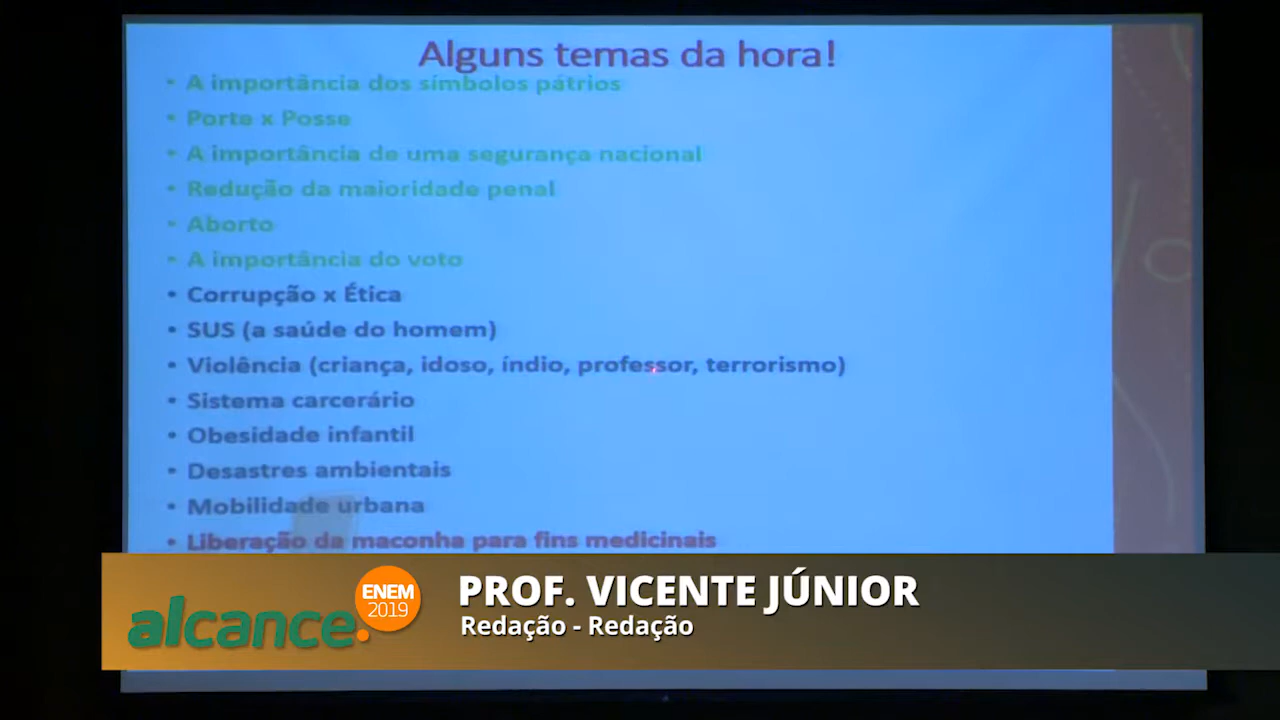 Alguns temas da hora!
• A importância dos símbolos pátrios
• Porte x Posse
• A importância de uma segurança nacional
• Redução da maioridade penal
• Aborto
• A importância do voto
• Corrupção x Ética
• SUS (a saúde do homem)
• Violência (criança, idoso, índio, professor, terrorismo)
• Sistema carcerário
• Obesidade infantil
• Desastres ambientais
• Mobilidade urbana
• Liberação da maconha para fins medicinais
alcance.
ENEM
2019
PROF. VICENTE JÚNIOR
Redação - Redação